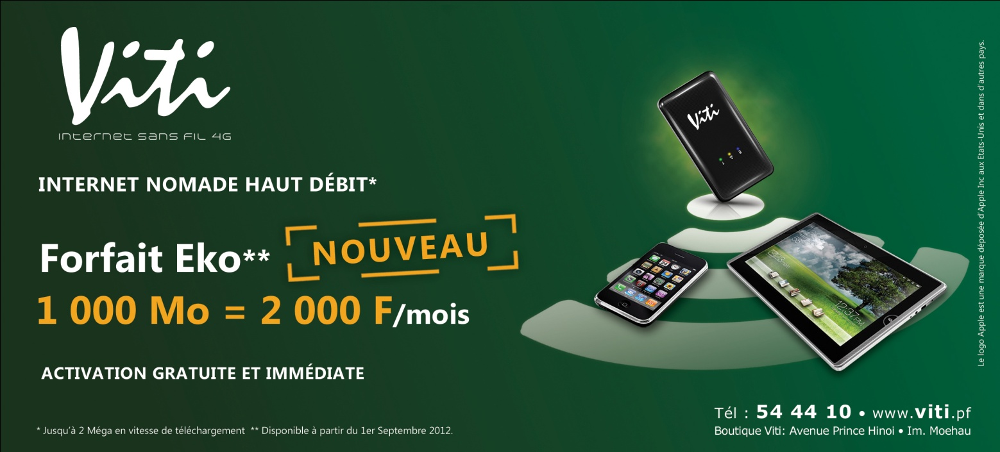 Viti
internet sans fil 4G
INTERNET NOMADE HAUT DÉBIT*
Forfait Eko**
NOUVEAU
1 000 Mo = 2 000 F/mois
ACTIVATION GRATUITE ET IMMÉDIATE
* Jusqu'à 2 Méga en vitesse de téléchargement ** Disponible à partir du 1er Septembre 2012.
Viti
12:37 PM
Tél : 54 44 10 • www.viti.pf
Boutique Viti: Avenue Prince Hinoi • Im. Moehau
Le logo Apple est une marque déposée d'Apple Inc aux Etats-Unis et dans d'autres pays.